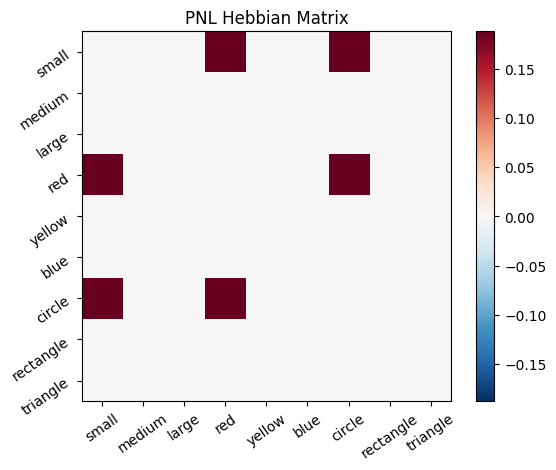 PNL Hebbian Matrix
small
medium
large
red
yellow
blue
circle
rectangle
triangle
small
medium
large
red
yellow
blue
circle
rectangle
triangle
0.15
0.10
0.05
0.00
−0.05
−0.10
−0.15